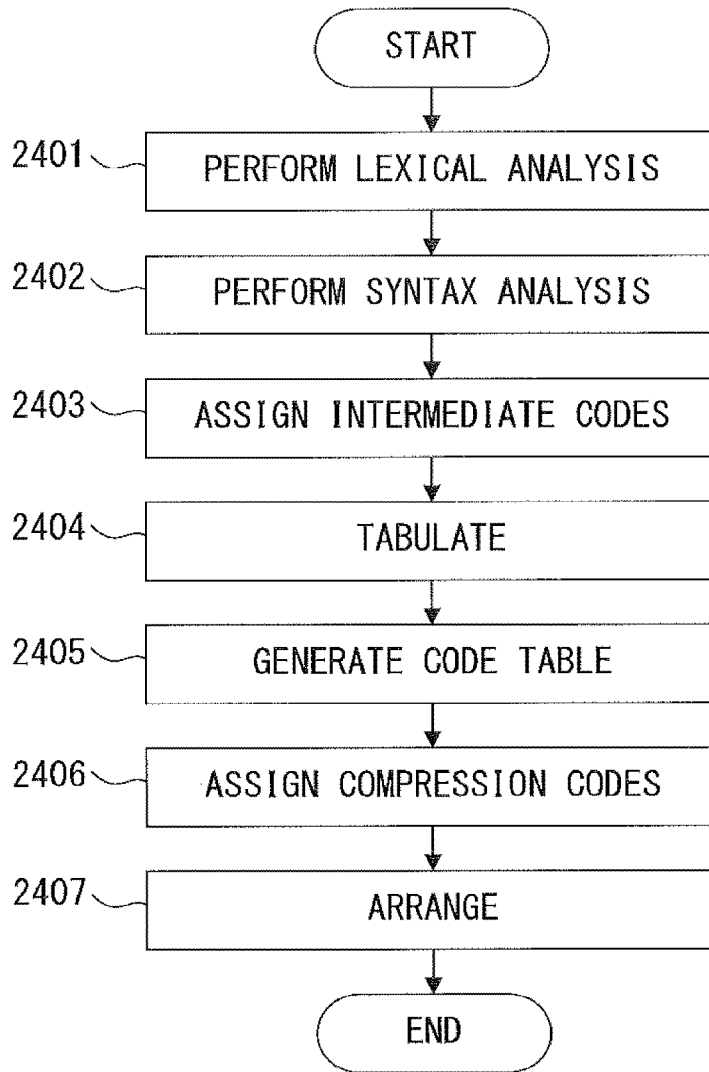 START
2401 PERFORM LEXICAL ANALYSIS
2402 PERFORM SYNTAX ANALYSIS
2403 ASSIGN INTERMEDIATE CODES
2404 TABULATE
2405 GENERATE CODE TABLE
2406 ASSIGN COMPRESSION CODES
2407 ARRANGE
END